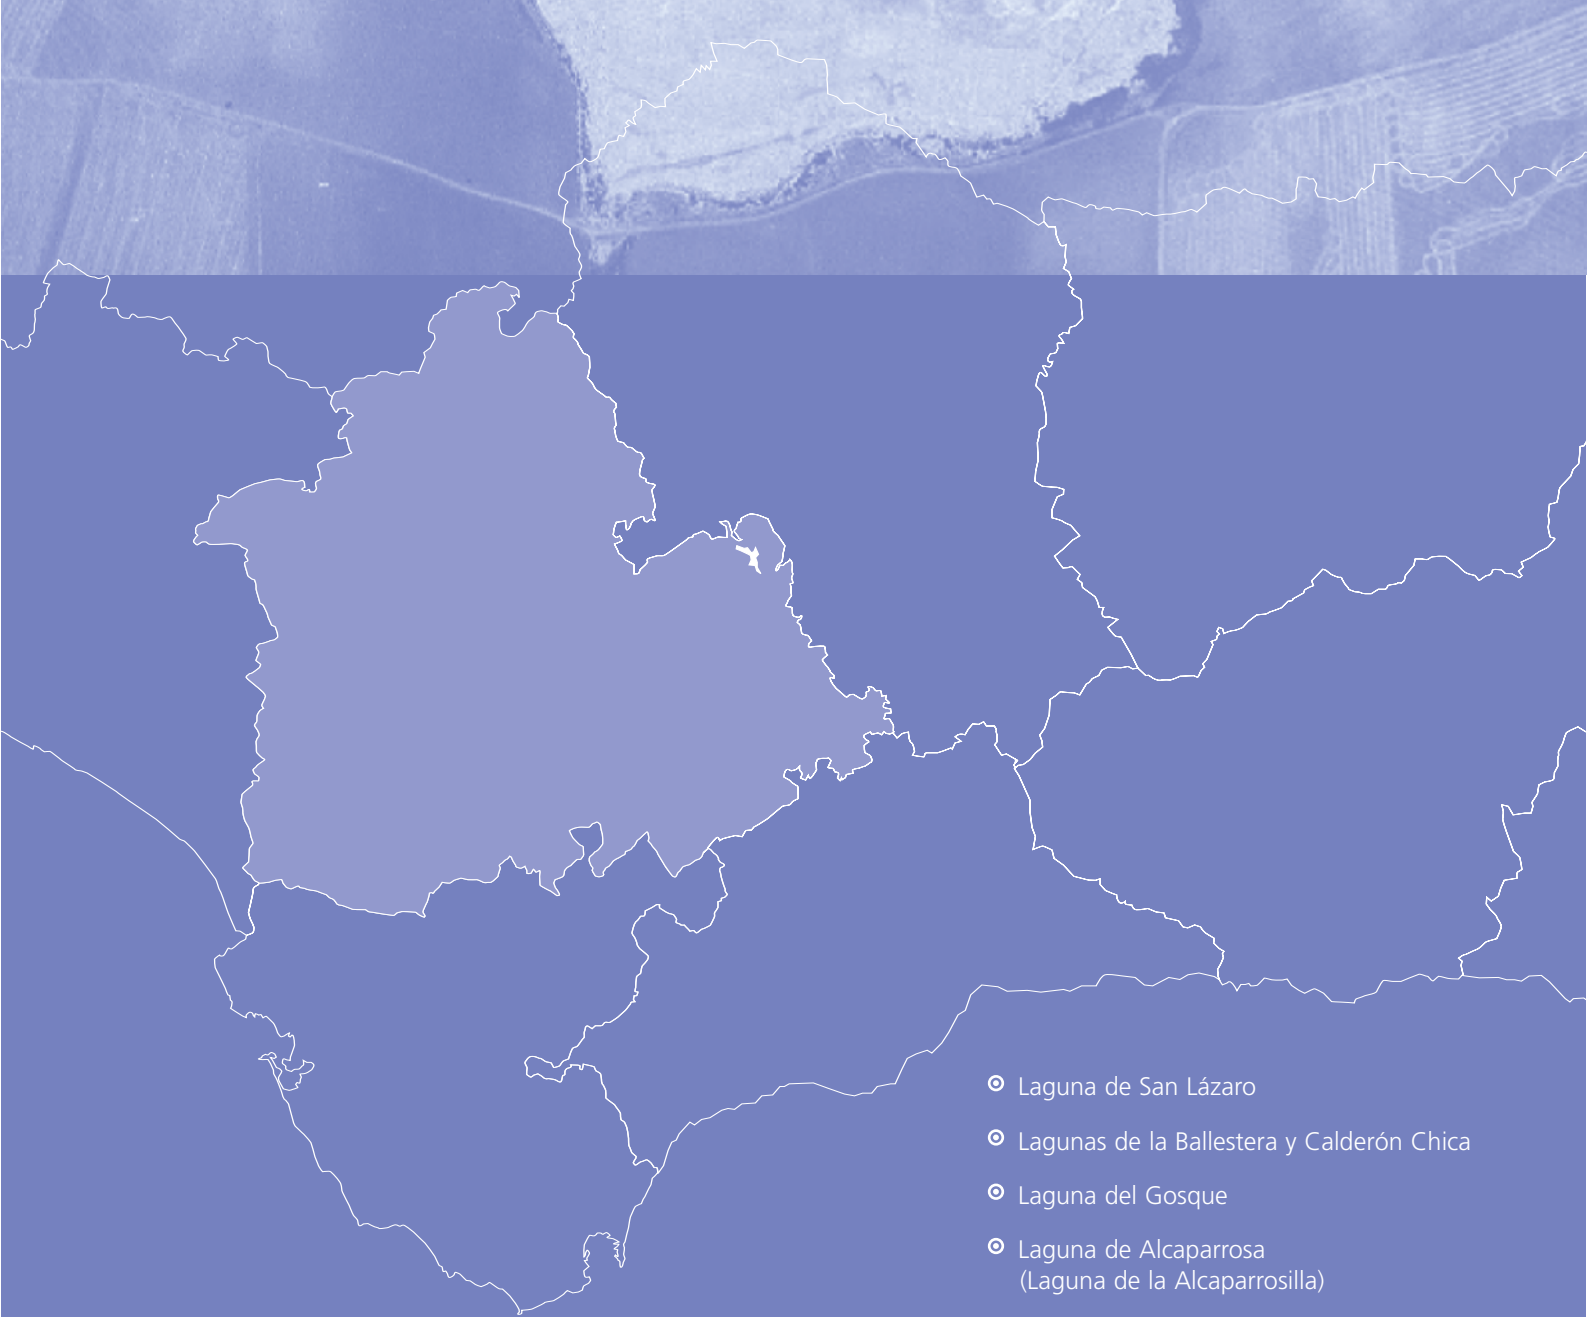 Laguna de San Lázaro
Lagunas de la Ballestera y Calderón Chica
Laguna del Gosque
Laguna de Alcaparrosa
(Laguna de la Alcaparrosilla)